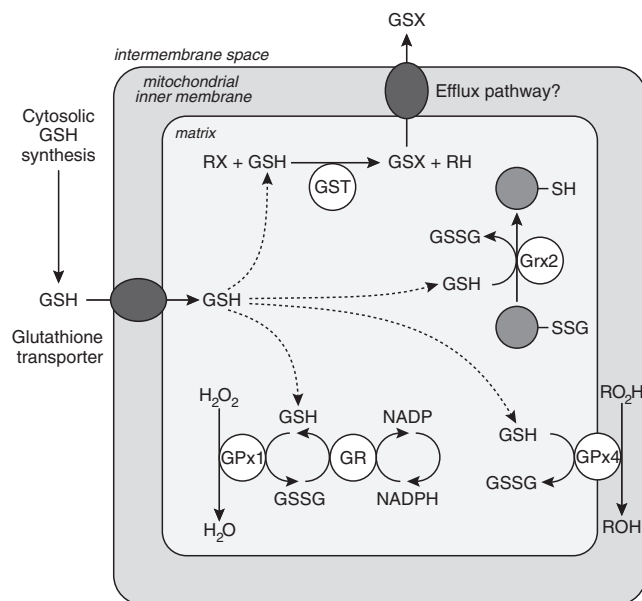 GSX
intermembrane space
mitochondrial
inner membrane
Efflux pathway?
Cytosolic
GSH
synthesis
matrix
RX + GSH
GSX + RH
GST
SH
GSSG
Grx2
GSH
SSG
GSH
GSH
Glutathione
transporter
H2O2
RO2H
GSH
NADP
GSH
GPx1
GR
GPx4
GSSG
NADPH
GSSG
H2O
ROH